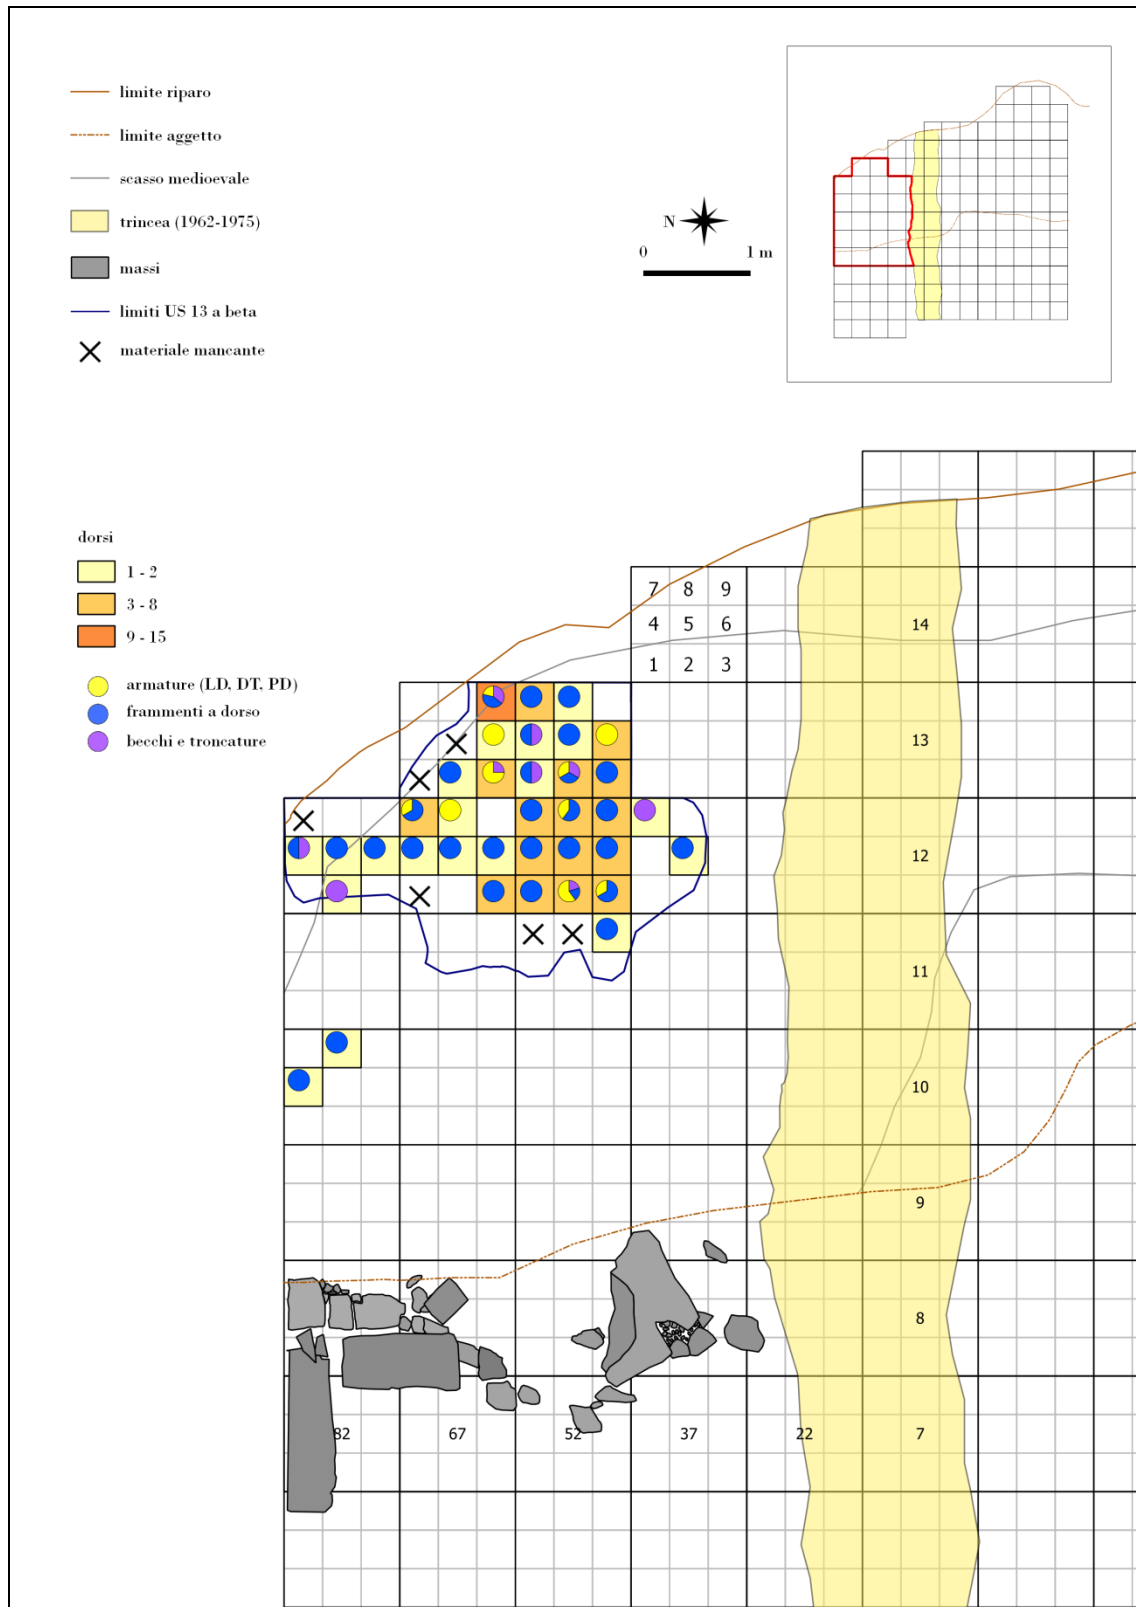 limite riparo
limite aggetto
scasso medioevale
trincea (1962-1975)
massi
limiti US 13 a beta
materiale mancante
N
0 1 m
dorsi
1 - 2
3 - 8
9 - 15
armature (LD, DT, PD)
frammenti a dorso
becchi e troncature
7 8 9
4 5 6
1 2 3
14
13
12
11
10
9
8
82 67 52 37 22 7